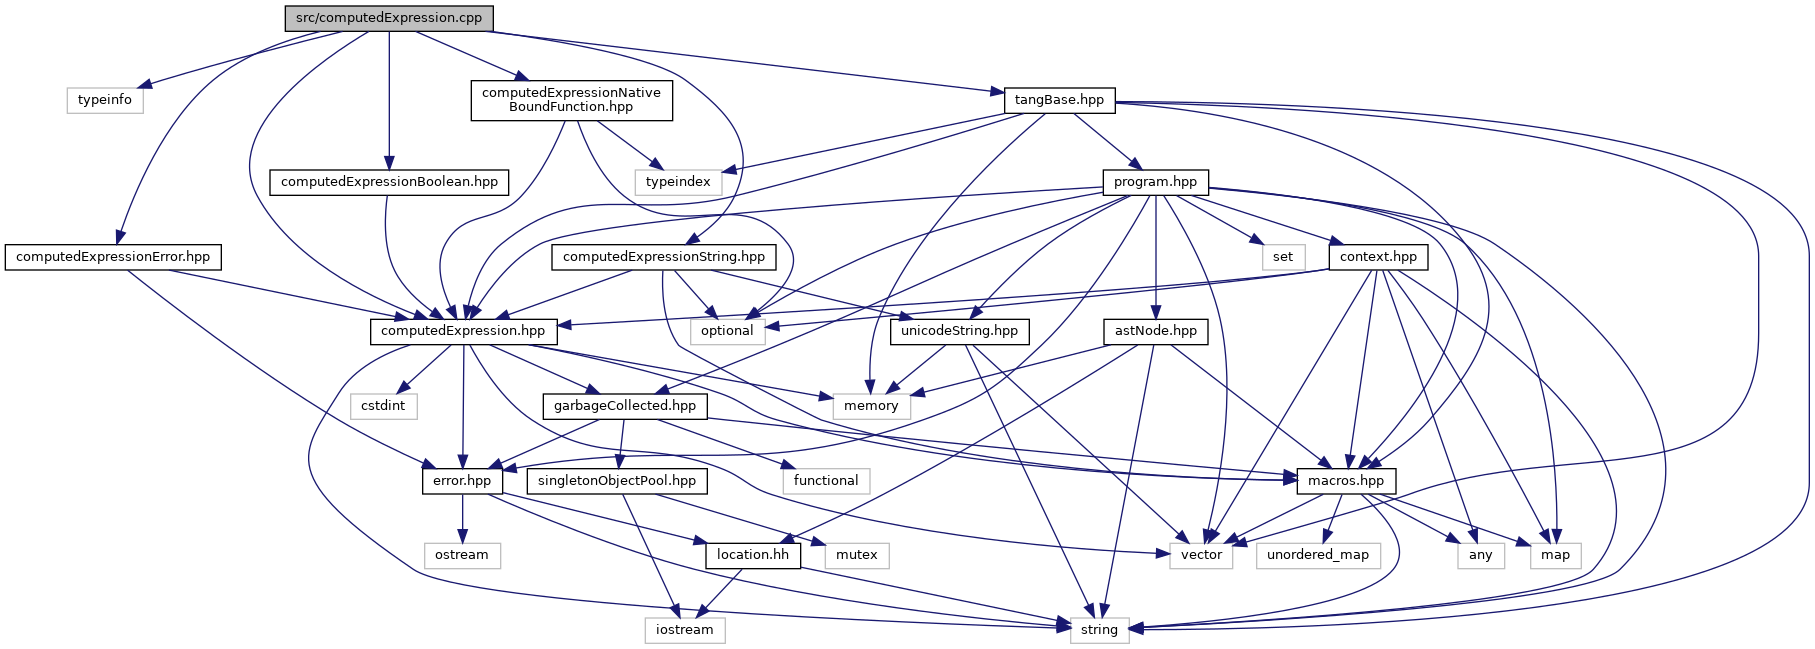 src/computedExpression.cpp
typeinfo
computedExpressionNative
BoundFunction.hpp
tangBase.hpp
computedExpressionBoolean.hpp
typeindex
program.hpp
computedExpressionError.hpp
computedExpressionString.hpp
set
context.hpp
computedExpression.hpp
optional
unicodeString.hpp
astNode.hpp
cstdint
garbageCollected.hpp
memory
error.hpp
singletonObjectPool.hpp
functional
macros.hpp
ostream
location.hh
mutex
vector
unordered_map
any
map
iostream
string